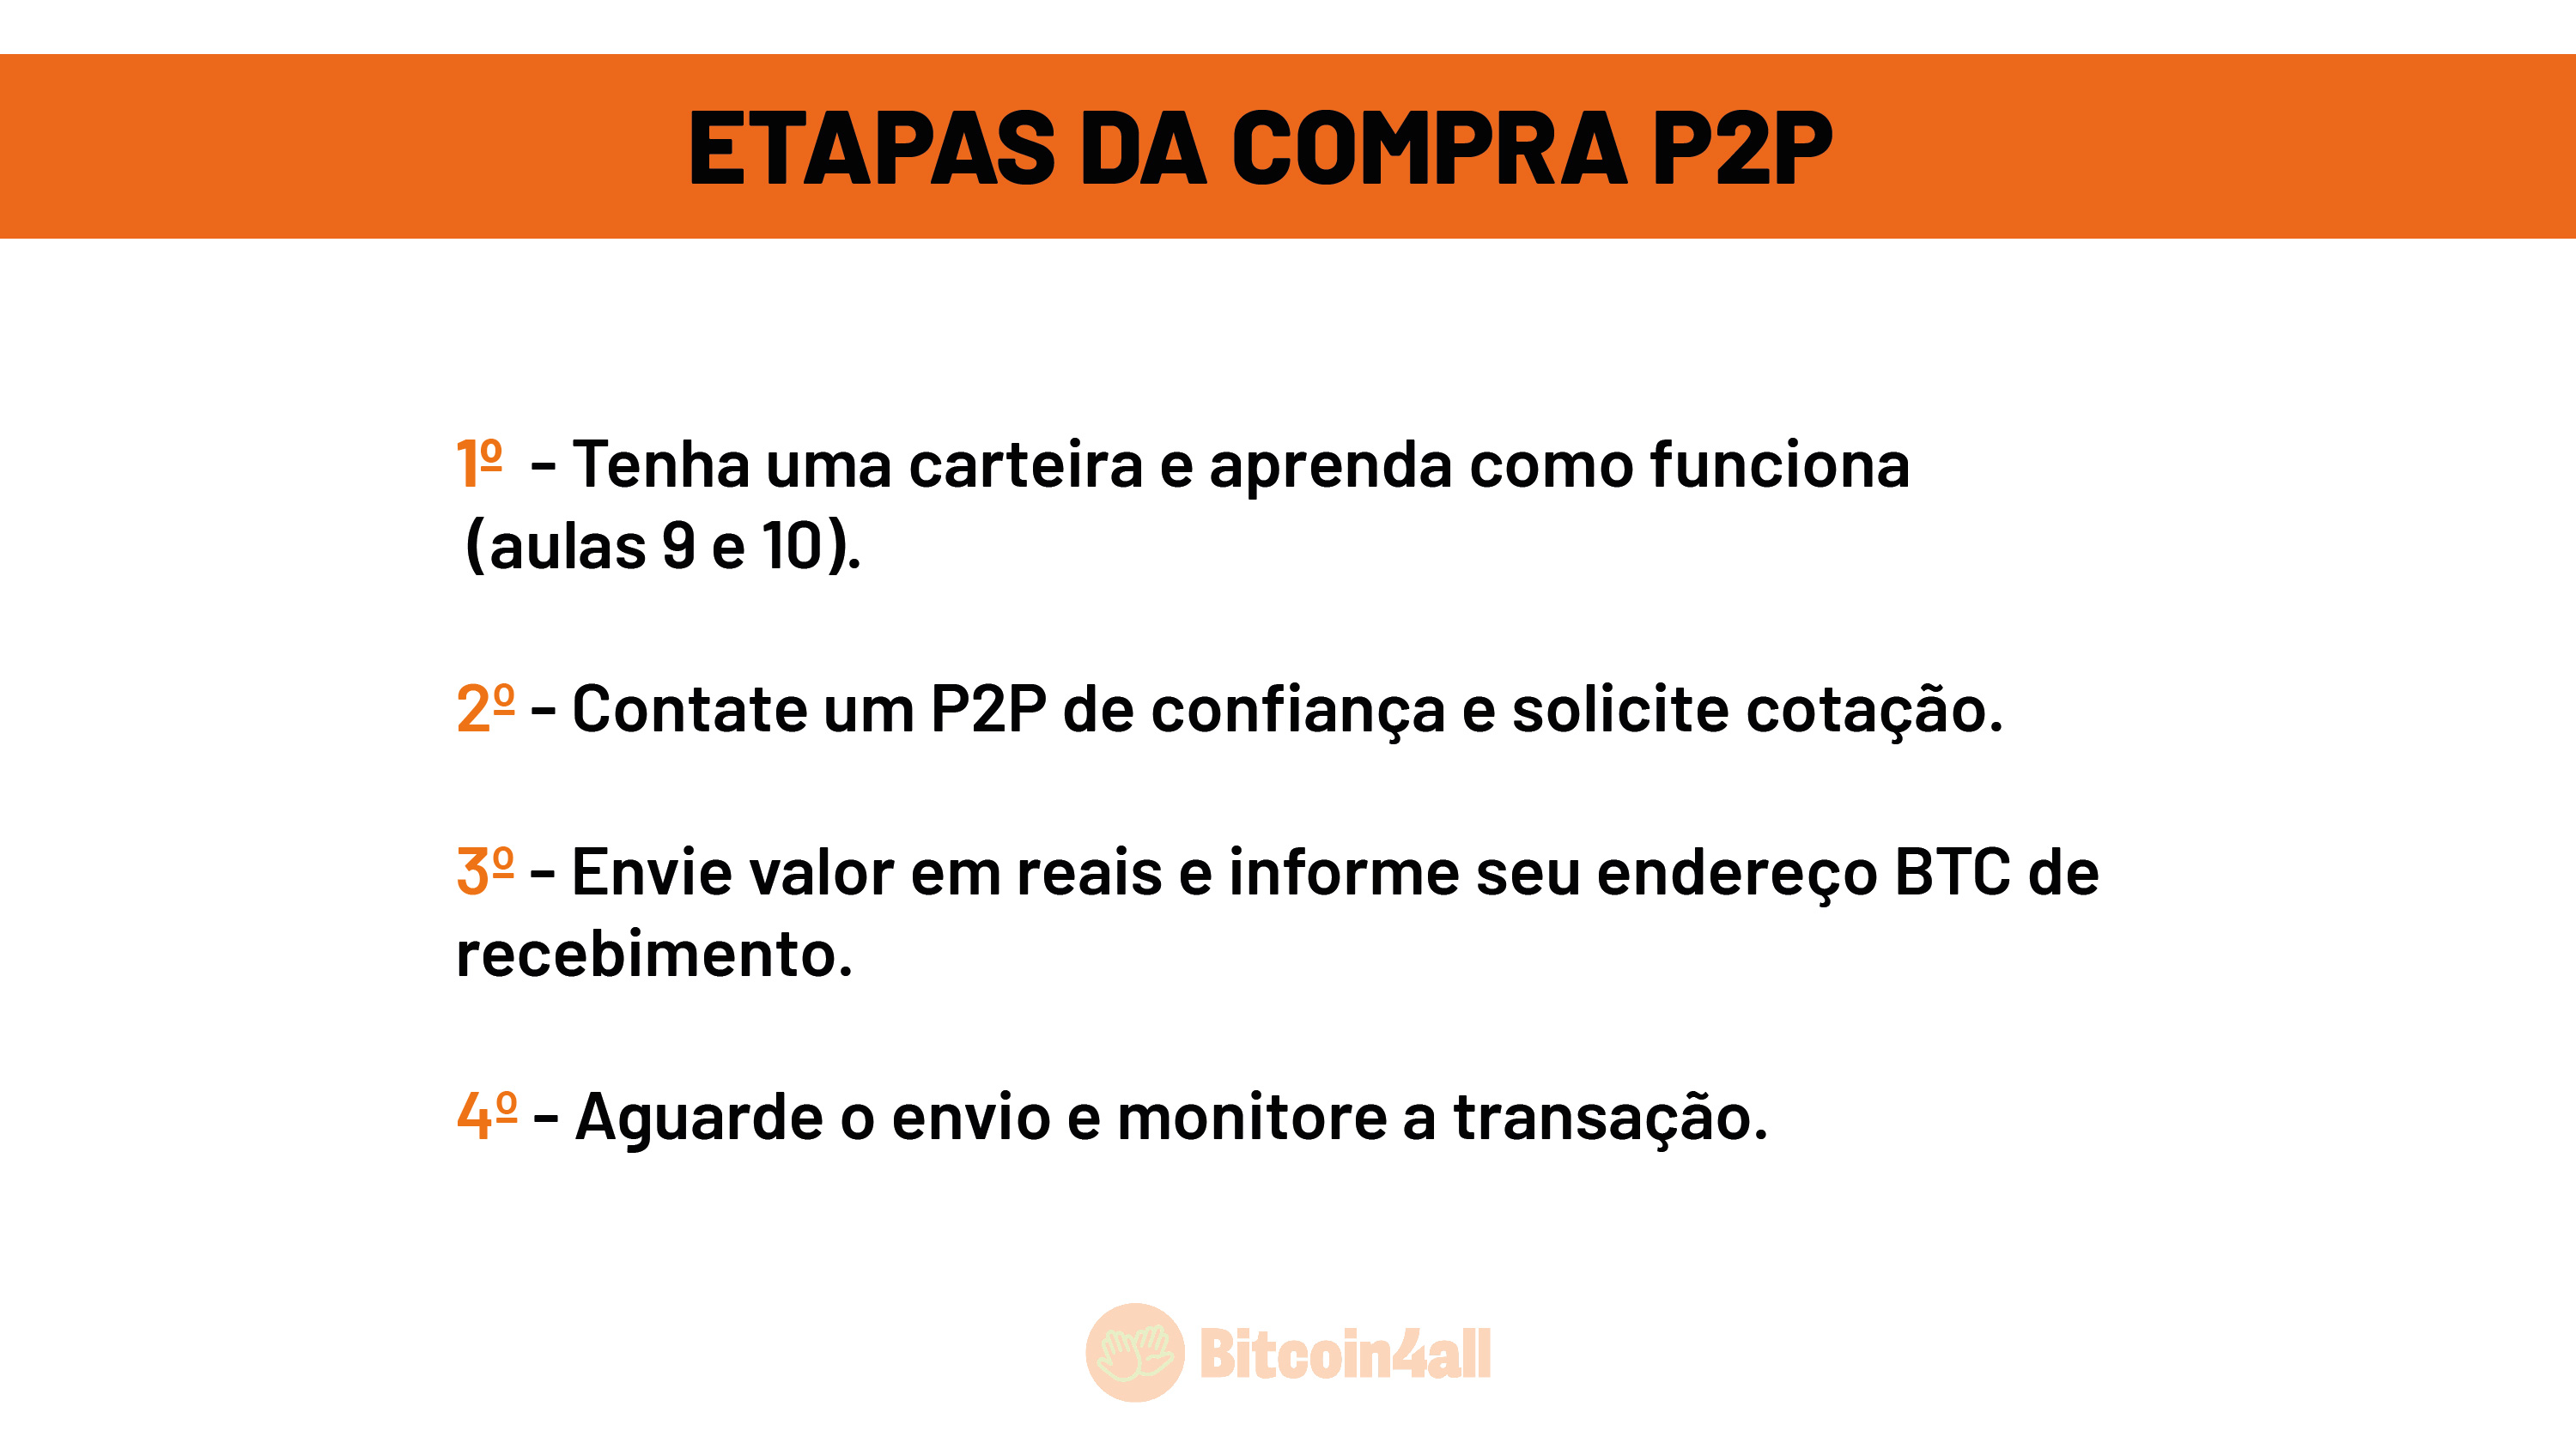 ETAPAS DA COMPRA P2P
1º - Tenha uma carteira e aprenda como funciona
(aulas 9 e 10).
2º - Contate um P2P de confiança e solicite cotação.
3º - Envie valor em reais e informe seu endereço BTC de
recebimento.
4º - Aguarde o envio e monitore a transação.
Bitcoin4all